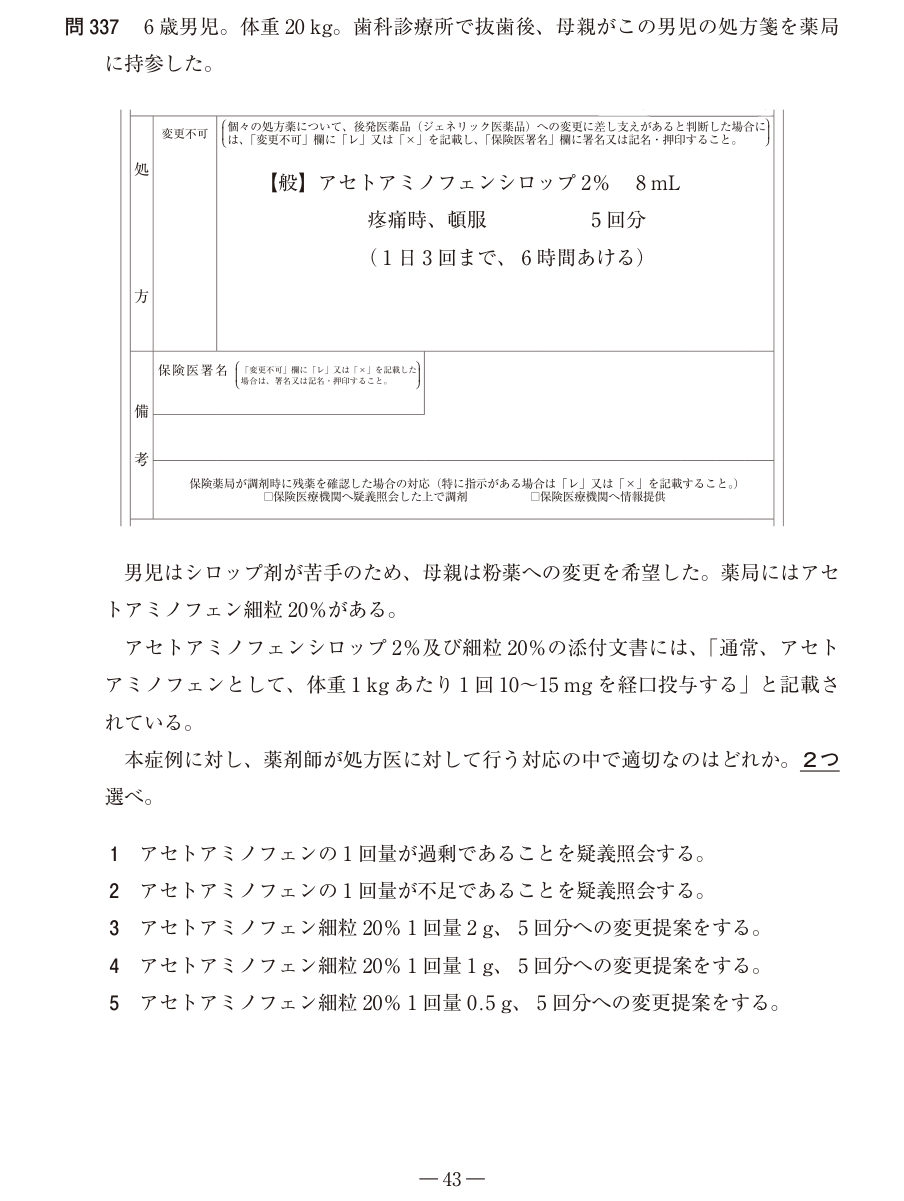 問 337　6 歳男児。体重 20 kg。歯科診療所で抜歯後、母親がこの男児の処方箋を薬局
に持参した。
処方
変更不可
個々の処方薬について、後発医薬品（ジェネリック医薬品）への変更に差し支えがあると判断した場合に
は、「変更不可」欄に「レ」又は「×」を記載し、「保険医署名」欄に署名又は記名・押印すること。
【般】アセトアミノフェンシロップ 2%　8 mL
疼痛時、頓服　5 回分
（1 日 3 回まで、6 時間あける）
備考
保険医署名
「変更不可」欄に「レ」又は「×」を記載した
場合は、署名又は記名・押印すること。
保険薬局が調剤時に残薬を確認した場合の対応（特に指示がある場合は「レ」又は「×」を記載すること。）
□保険医療機関へ疑義照会した上で調剤　□保険医療機関へ情報提供
男児はシロップ剤が苦手のため、母親は粉薬への変更を希望した。薬局にはアセ
トアミノフェン細粒 20%がある。
アセトアミノフェンシロップ 2%及び細粒 20%の添付文書には、「通常、アセト
アミノフェンとして、体重 1 kg あたり 1 回 10～15 mg を経口投与する」と記載さ
れている。
本症例に対し、薬剤師が処方医に対して行う対応の中で適切なのはどれか。2つ
選べ。
1　アセトアミノフェンの 1 回量が過剰であることを疑義照会する。
2　アセトアミノフェンの 1 回量が不足であることを疑義照会する。
3　アセトアミノフェン細粒 20% 1 回量 2 g、5 回分への変更提案をする。
4　アセトアミノフェン細粒 20% 1 回量 1 g、5 回分への変更提案をする。
5　アセトアミノフェン細粒 20% 1 回量 0.5 g、5 回分への変更提案をする。
― 43 ―